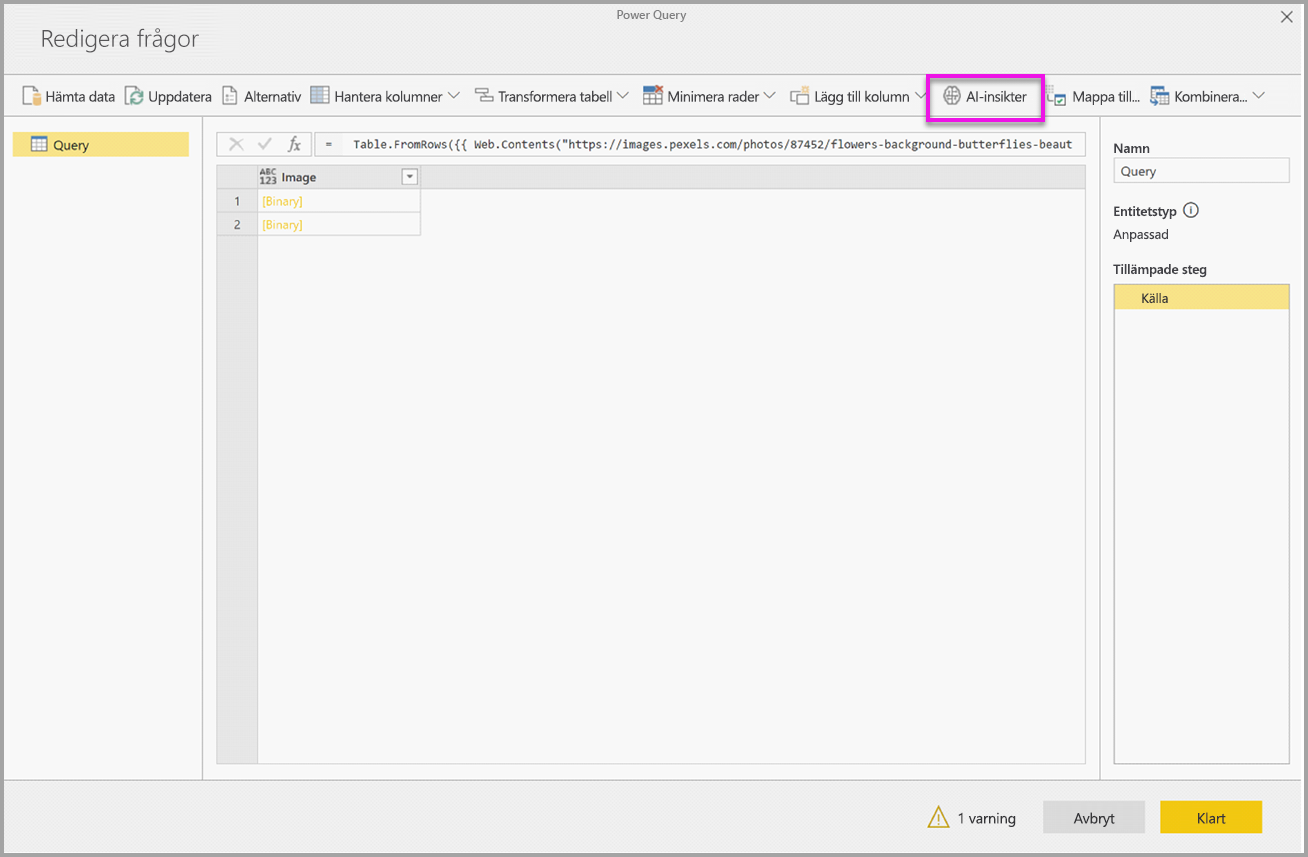 Power Query
Redigera frågor
Hämta data Uppdatera Alternativ Hantera kolumner Transformera tabell Minimera rader Lägg till kolumn AI-insikter Mappa till... Kombinera...
Query
fx = Table.FromRows({{ Web.Contents("https://images.pexels.com/photos/87452/flowers-background-butterflies-beaut
ABC 123 Image
1 [Binary]
2 [Binary]
Namn
Query
Entitetstyp
Anpassad
Tillämpade steg
Källa
1 varning Avbryt Klart